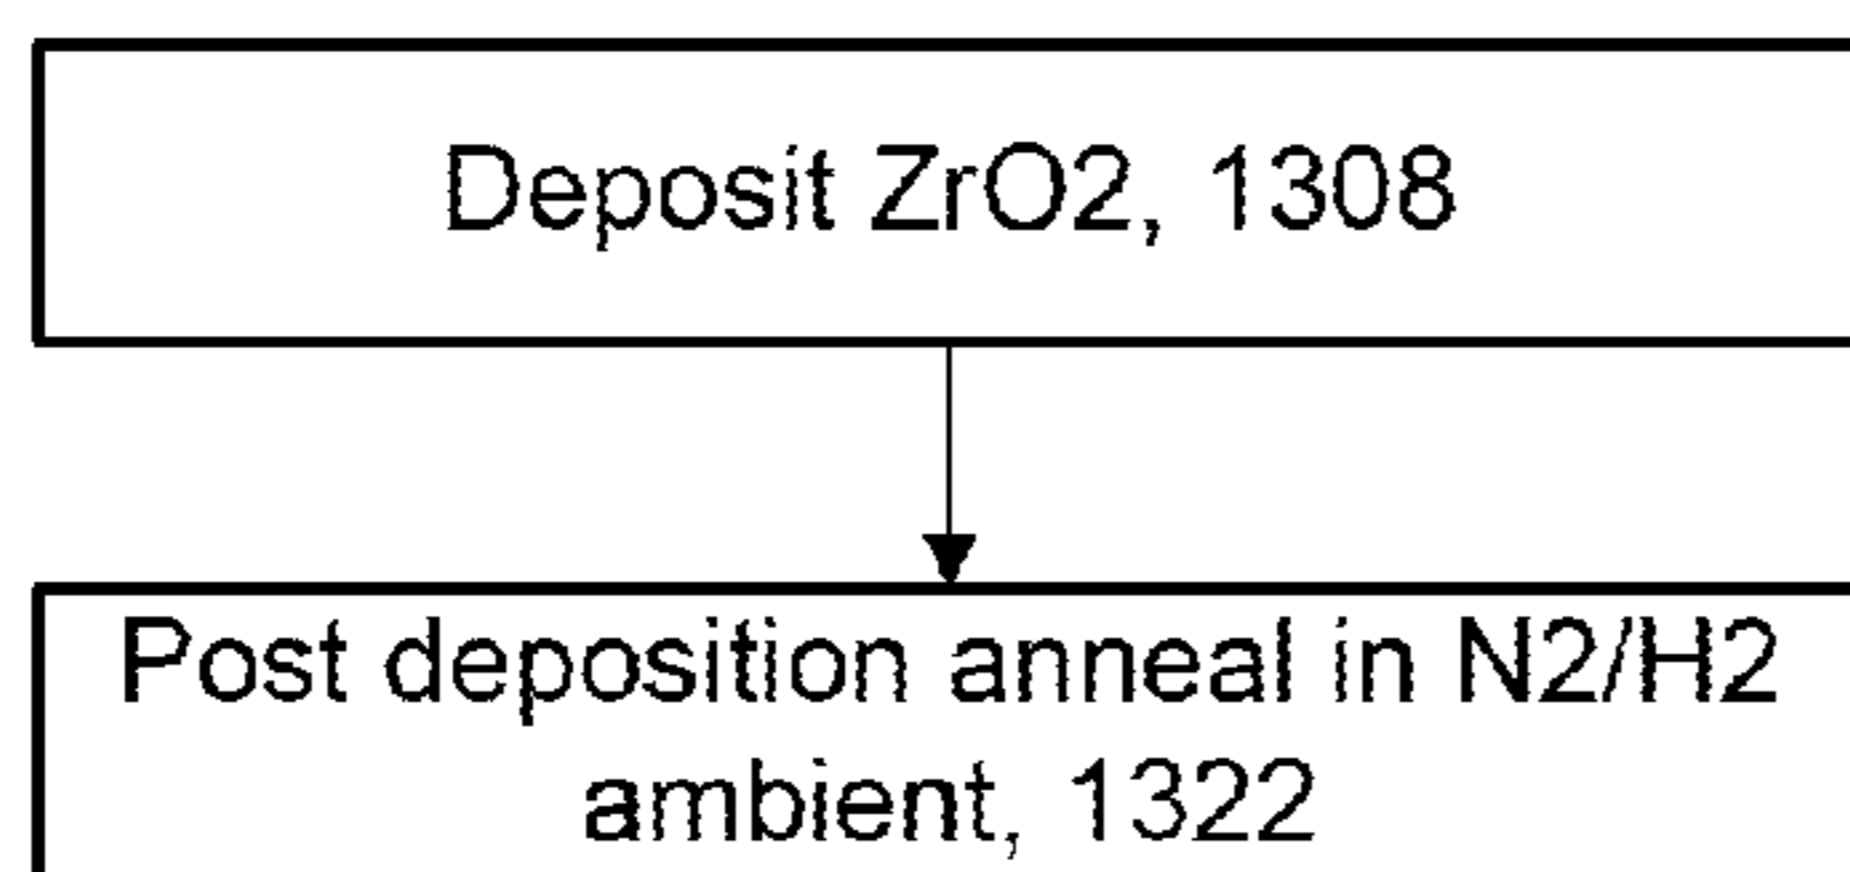 Deposit ZrO2, 1308
Post deposition anneal in N2/H2
ambient, 1322